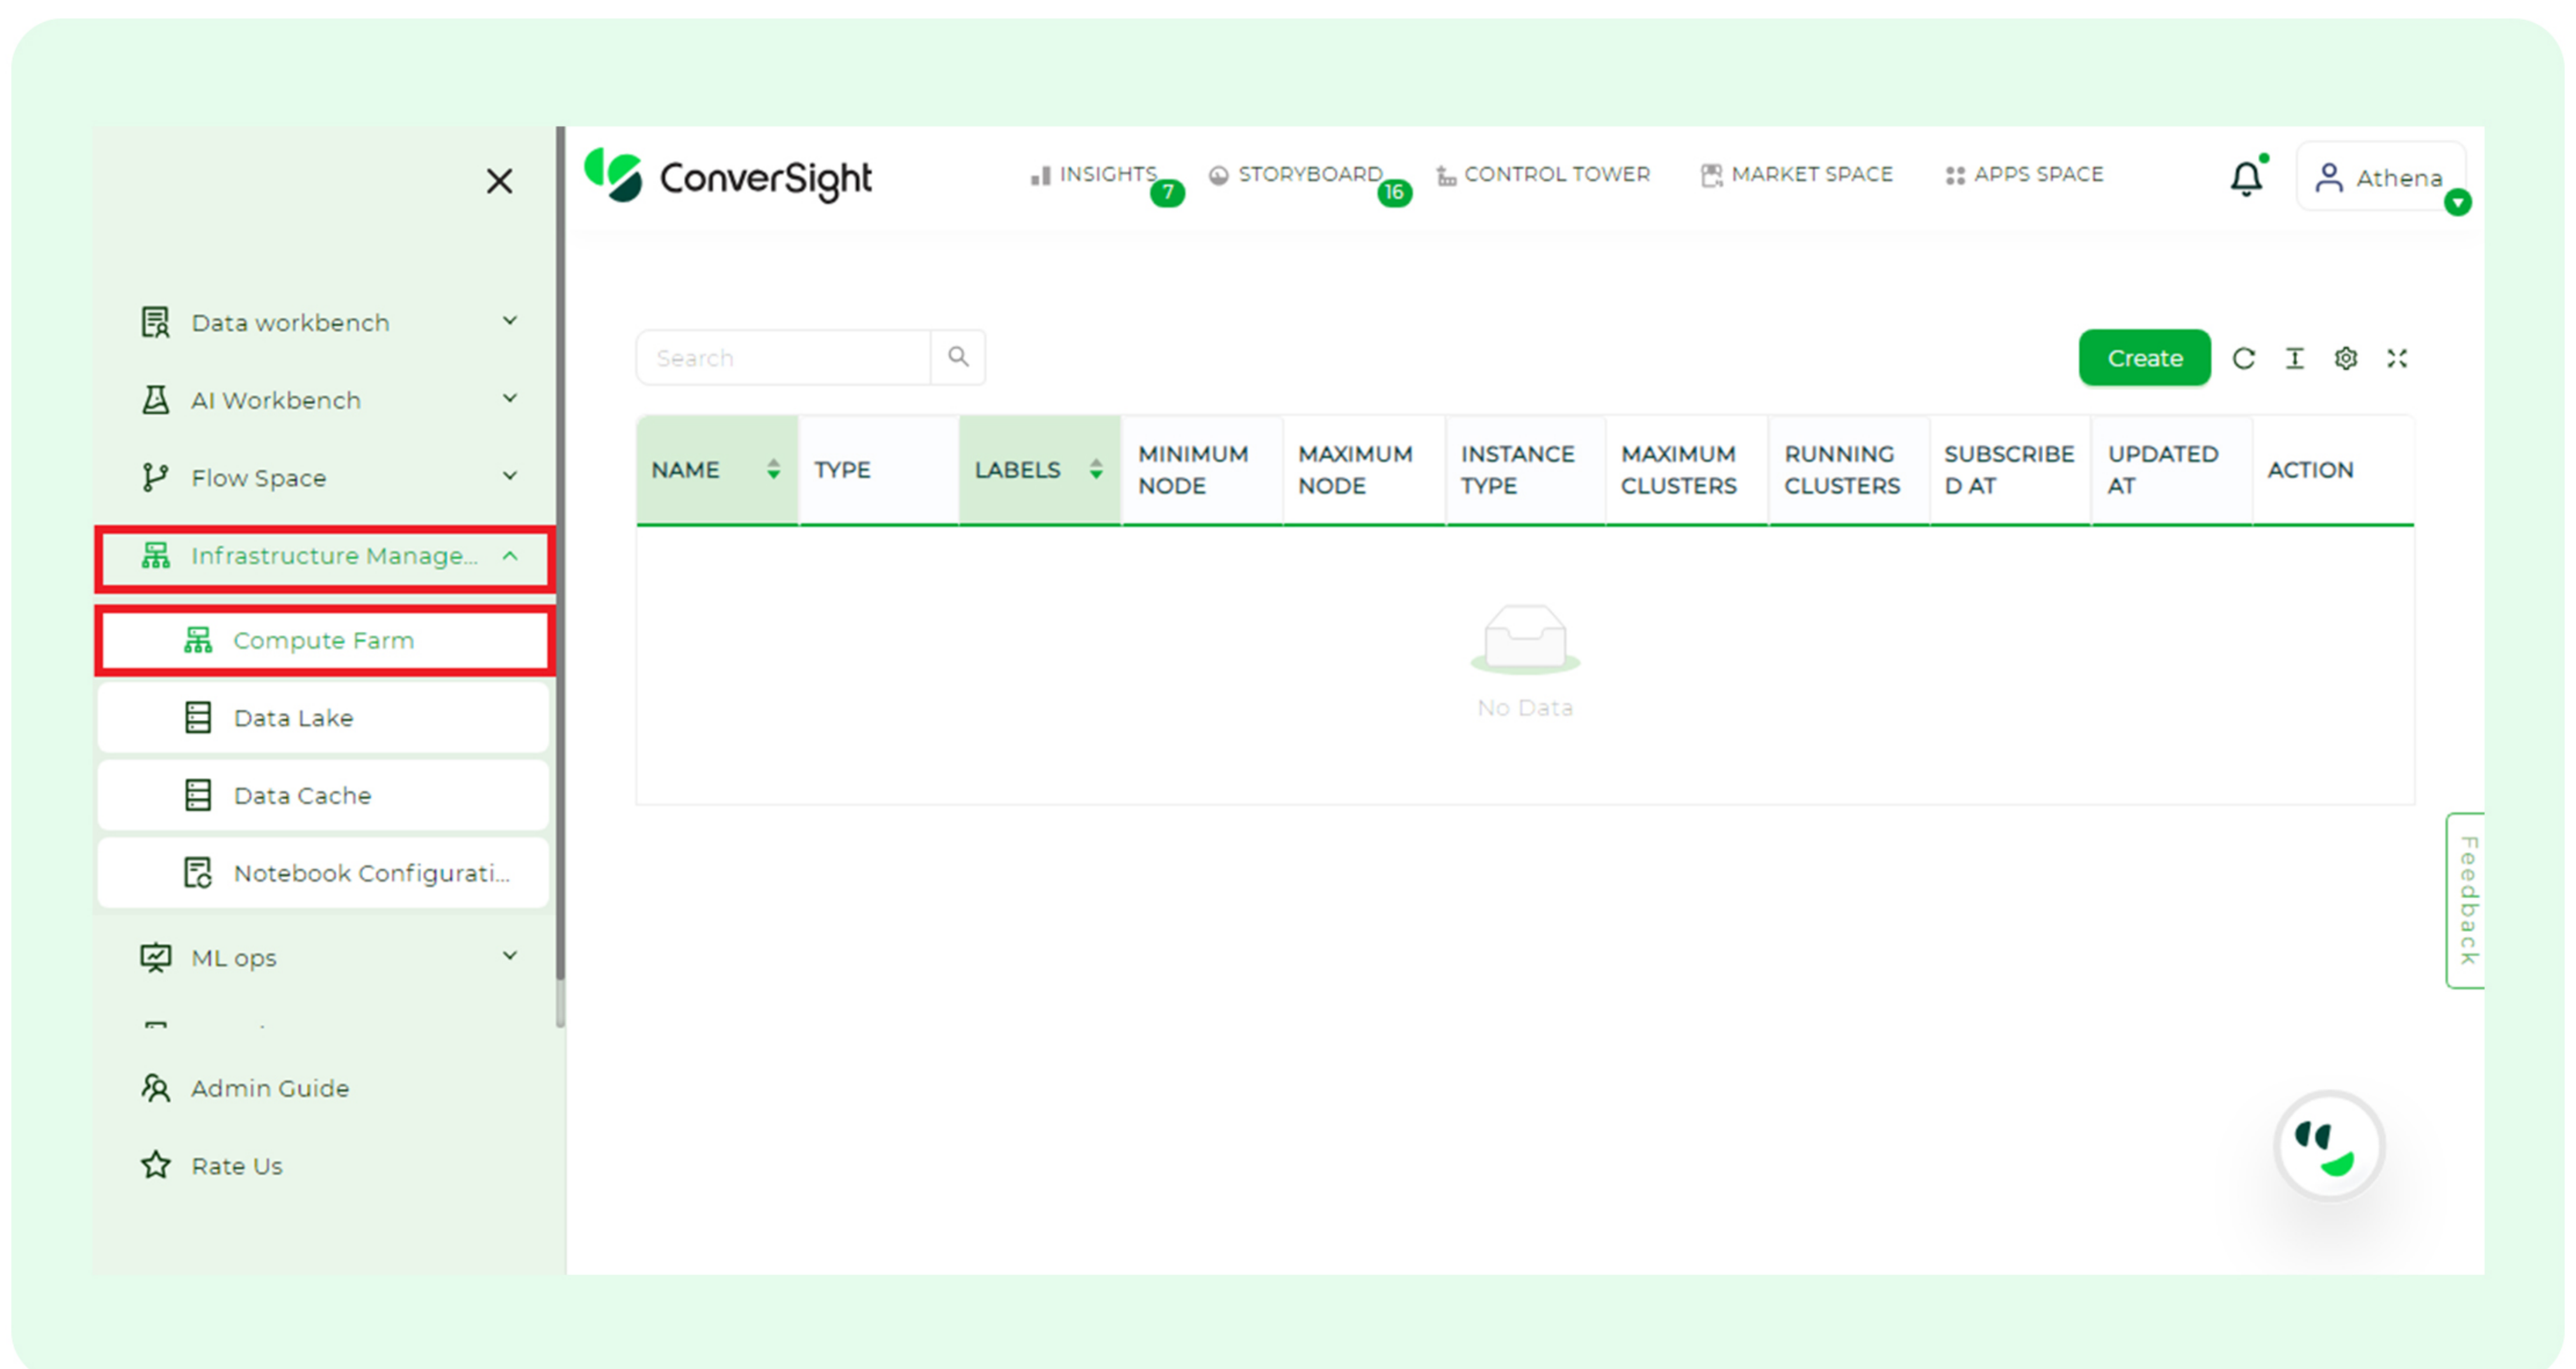 ConverSight
INSIGHTS 7
STORYBOARD 16
CONTROL TOWER
MARKET SPACE
APPS SPACE
Athena
Data workbench
AI Workbench
Flow Space
Infrastructure Manage...
Compute Farm
Data Lake
Data Cache
Notebook Configurati...
ML ops
Admin Guide
Rate Us
Search
Create
NAME
TYPE
LABELS
MINIMUM
NODE
MAXIMUM
NODE
INSTANCE
TYPE
MAXIMUM
CLUSTERS
RUNNING
CLUSTERS
SUBSCRIBE
D AT
UPDATED
AT
ACTION
No Data
Feedback